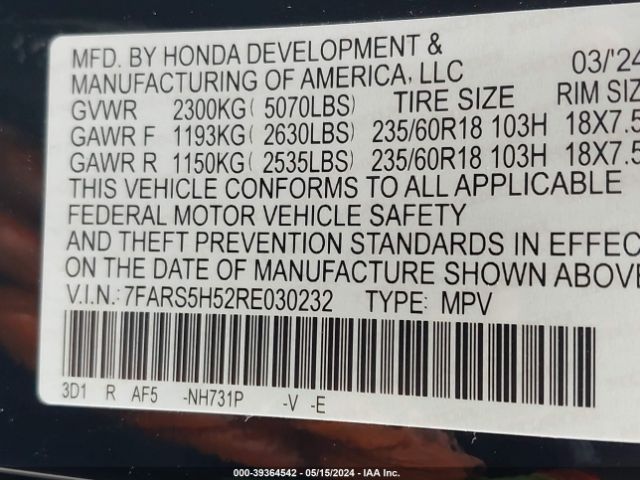 MFD. BY HONDA DEVELOPMENT &
MANUFACTURING OF AMERICA, LLC 03/'24
GVWR 2300KG( 5070LBS) TIRE SIZE RIM SIZ
GAWR F 1193KG( 2630LBS) 235/60R18 103H 18X7.5
GAWR R 1150KG( 2535LBS) 235/60R18 103H 18X7.5
THIS VEHICLE CONFORMS TO ALL APPLICABLE
FEDERAL MOTOR VEHICLE SAFETY
AND THEFT PREVENTION STANDARDS IN EFFEC
ON THE DATE OF MANUFACTURE SHOWN ABOVE
V.I.N.: 7FARS5H52RE030232 TYPE: MPV
3D1 R AF5 -NH731P -V -E
000-39364542 - 05/15/2024 - IAA Inc.